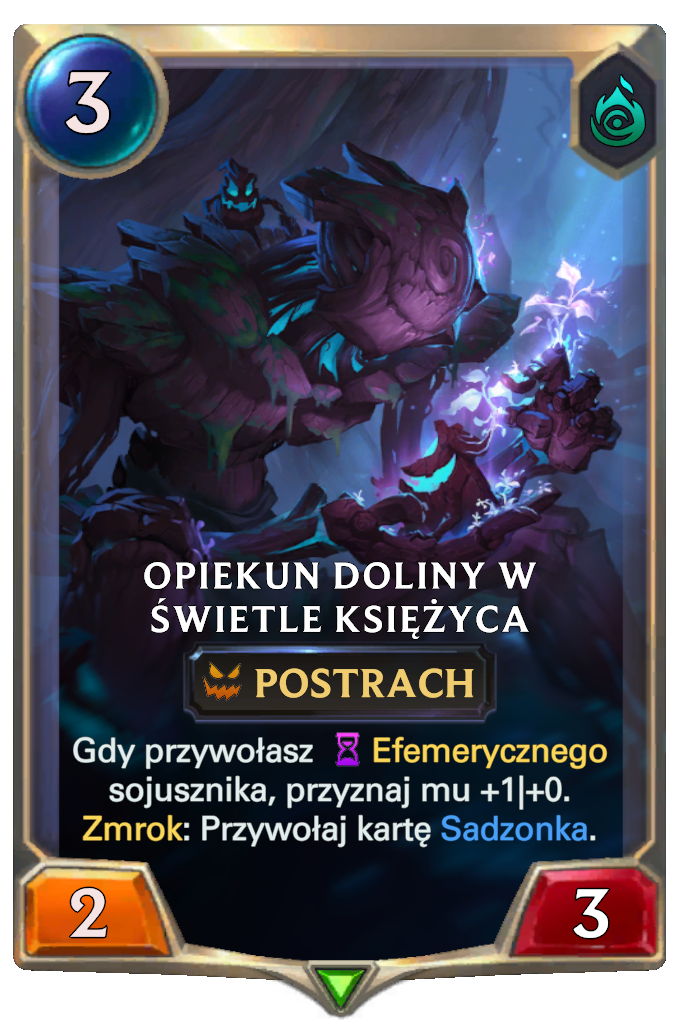 3
OPIEKUN DOLINY W
ŚWIETLE KSIĘŻYCA
POSTRACH
Gdy przywołasz Efemerycznego
sojusznika, przyznaj mu +1|+0.
Zmrok: Przywołaj kartę Sadzonka.
2
3